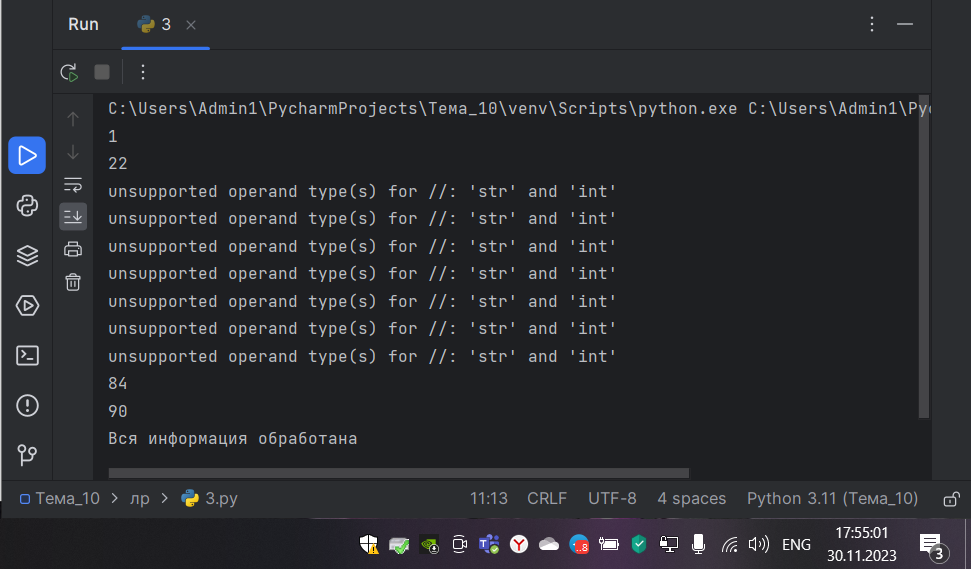 Run
3
C:\Users\Admin1\PycharmProjects\Тема_10\venv\Scripts\python.exe C:\Users\Admin1\Pyc
1
22
unsupported operand type(s) for //: 'str' and 'int'
unsupported operand type(s) for //: 'str' and 'int'
unsupported operand type(s) for //: 'str' and 'int'
unsupported operand type(s) for //: 'str' and 'int'
unsupported operand type(s) for //: 'str' and 'int'
unsupported operand type(s) for //: 'str' and 'int'
unsupported operand type(s) for //: 'str' and 'int'
84
90
Вся информация обработана
Тема_10 > лр > 3.py 11:13 CRLF UTF-8 4 spaces Python 3.11 (Тема_10)
.8 ENG 17:55:01
30.11.2023
3